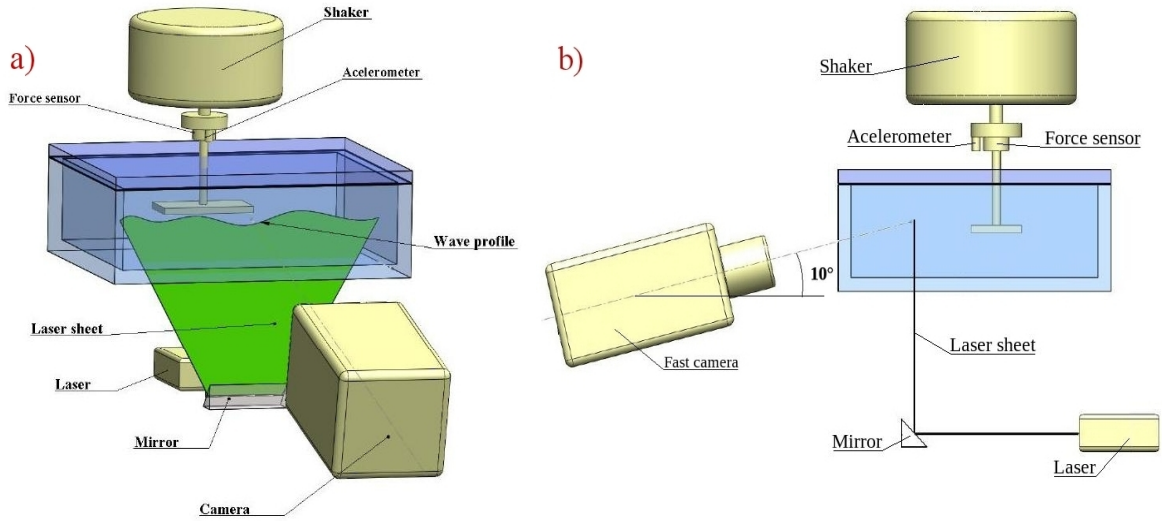 a)
Shaker
Acelerometer
Force sensor
Wave profile
Laser sheet
Laser
Mirror
Camera
b)
Shaker
Acelerometer
Force sensor
10°
Fast camera
Laser sheet
Mirror
Laser